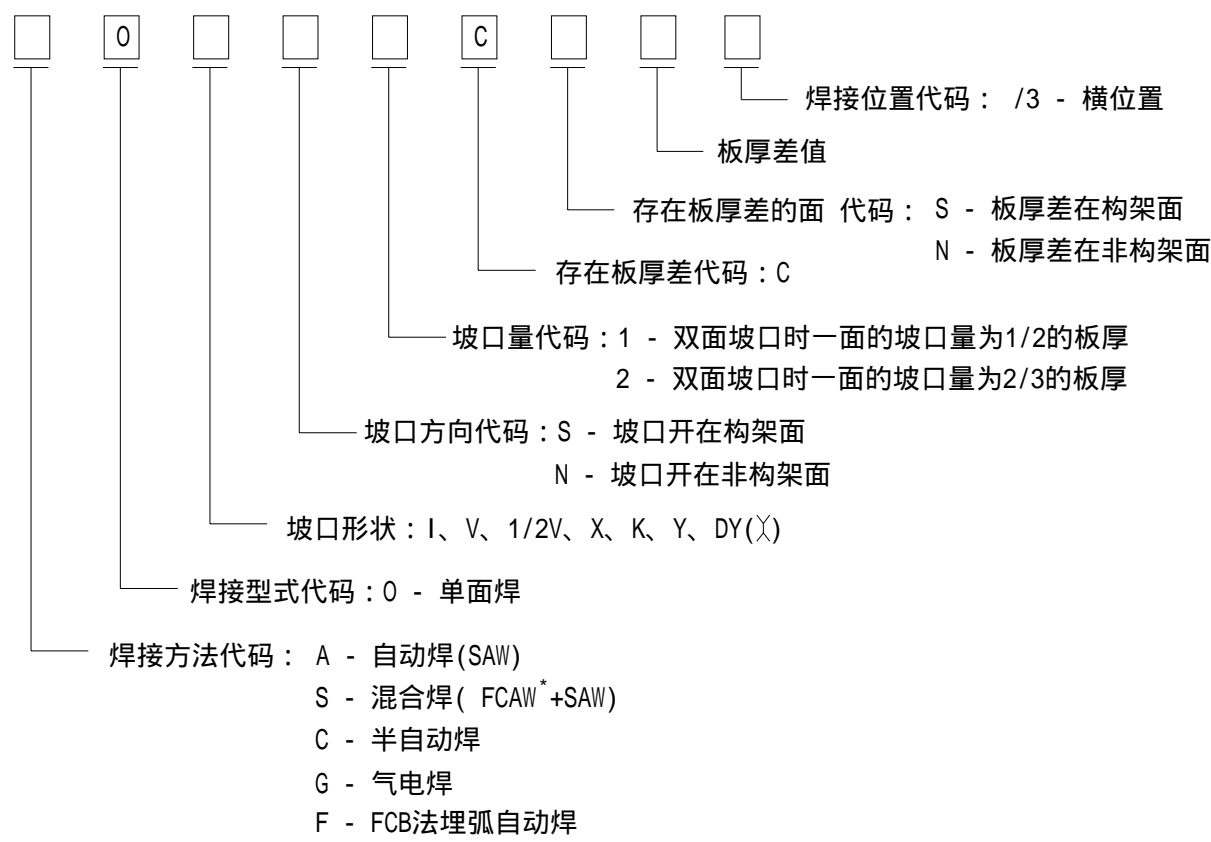 O C
焊接位置代码： /3 - 横位置
板厚差值
存在板厚差的面 代码： S - 板厚差在构架面
N - 板厚差在非构架面
存在板厚差代码：C
坡口量代码：1 - 双面坡口时一面的坡口量为1/2的板厚
2 - 双面坡口时一面的坡口量为2/3的板厚
坡口方向代码：S - 坡口开在构架面
N - 坡口开在非构架面
坡口形状：I、V、1/2V、X、K、Y、DY()
焊接型式代码：O - 单面焊
焊接方法代码： A - 自动焊(SAW)
S - 混合焊( FCAW*+SAW)
C - 半自动焊
G - 气电焊
F - FCB法埋弧自动焊